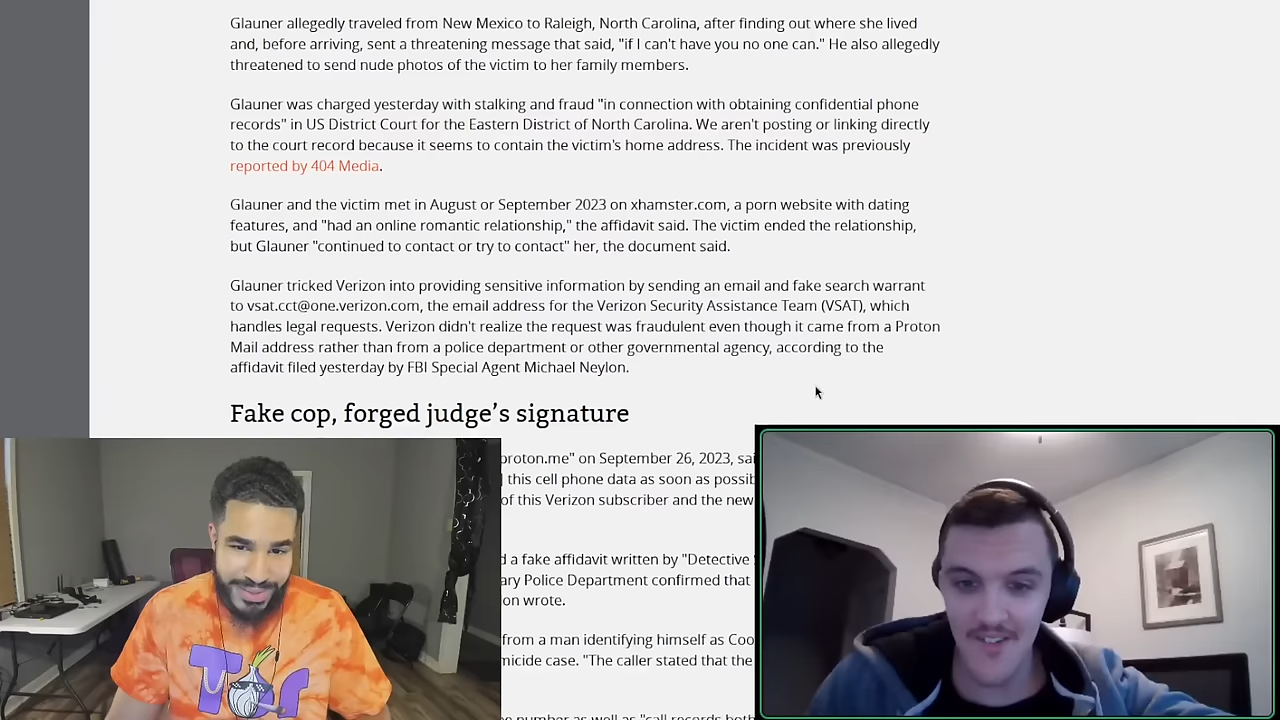 Glauner allegedly traveled from New Mexico to Raleigh, North Carolina, after finding out where she lived
and, before arriving, sent a threatening message that said, "if I can't have you no one can." He also allegedly
threatened to send nude photos of the victim to her family members.
Glauner was charged yesterday with stalking and fraud "in connection with obtaining confidential phone
records" in US District Court for the Eastern District of North Carolina. We aren't posting or linking directly
to the court record because it seems to contain the victim's home address. The incident was previously
reported by 404 Media.
Glauner and the victim met in August or September 2023 on xhamster.com, a porn website with dating
features, and "had an online romantic relationship," the affidavit said. The victim ended the relationship,
but Glauner "continued to contact or try to contact" her, the document said.
Glauner tricked Verizon into providing sensitive information by sending an email and fake search warrant
to vsat.cct@one.verizon.com, the email address for the Verizon Security Assistance Team (VSAT), which
handles legal requests. Verizon didn't realize the request was fraudulent even though it came from a Proton
Mail address rather than from a police department or other governmental agency, according to the
affidavit filed yesterday by FBI Special Agent Michael Neylon.
Fake cop, forged judge's signature
proton.me" on September 26, 2023, sai
this cell phone data as soon as possib
of this Verizon subscriber and the new
d a fake affidavit written by "Detective
ary Police Department confirmed that
on wrote.
from a man identifying himself as Coo
micide case. "The caller stated that the
e number as well as "call records both
Tor